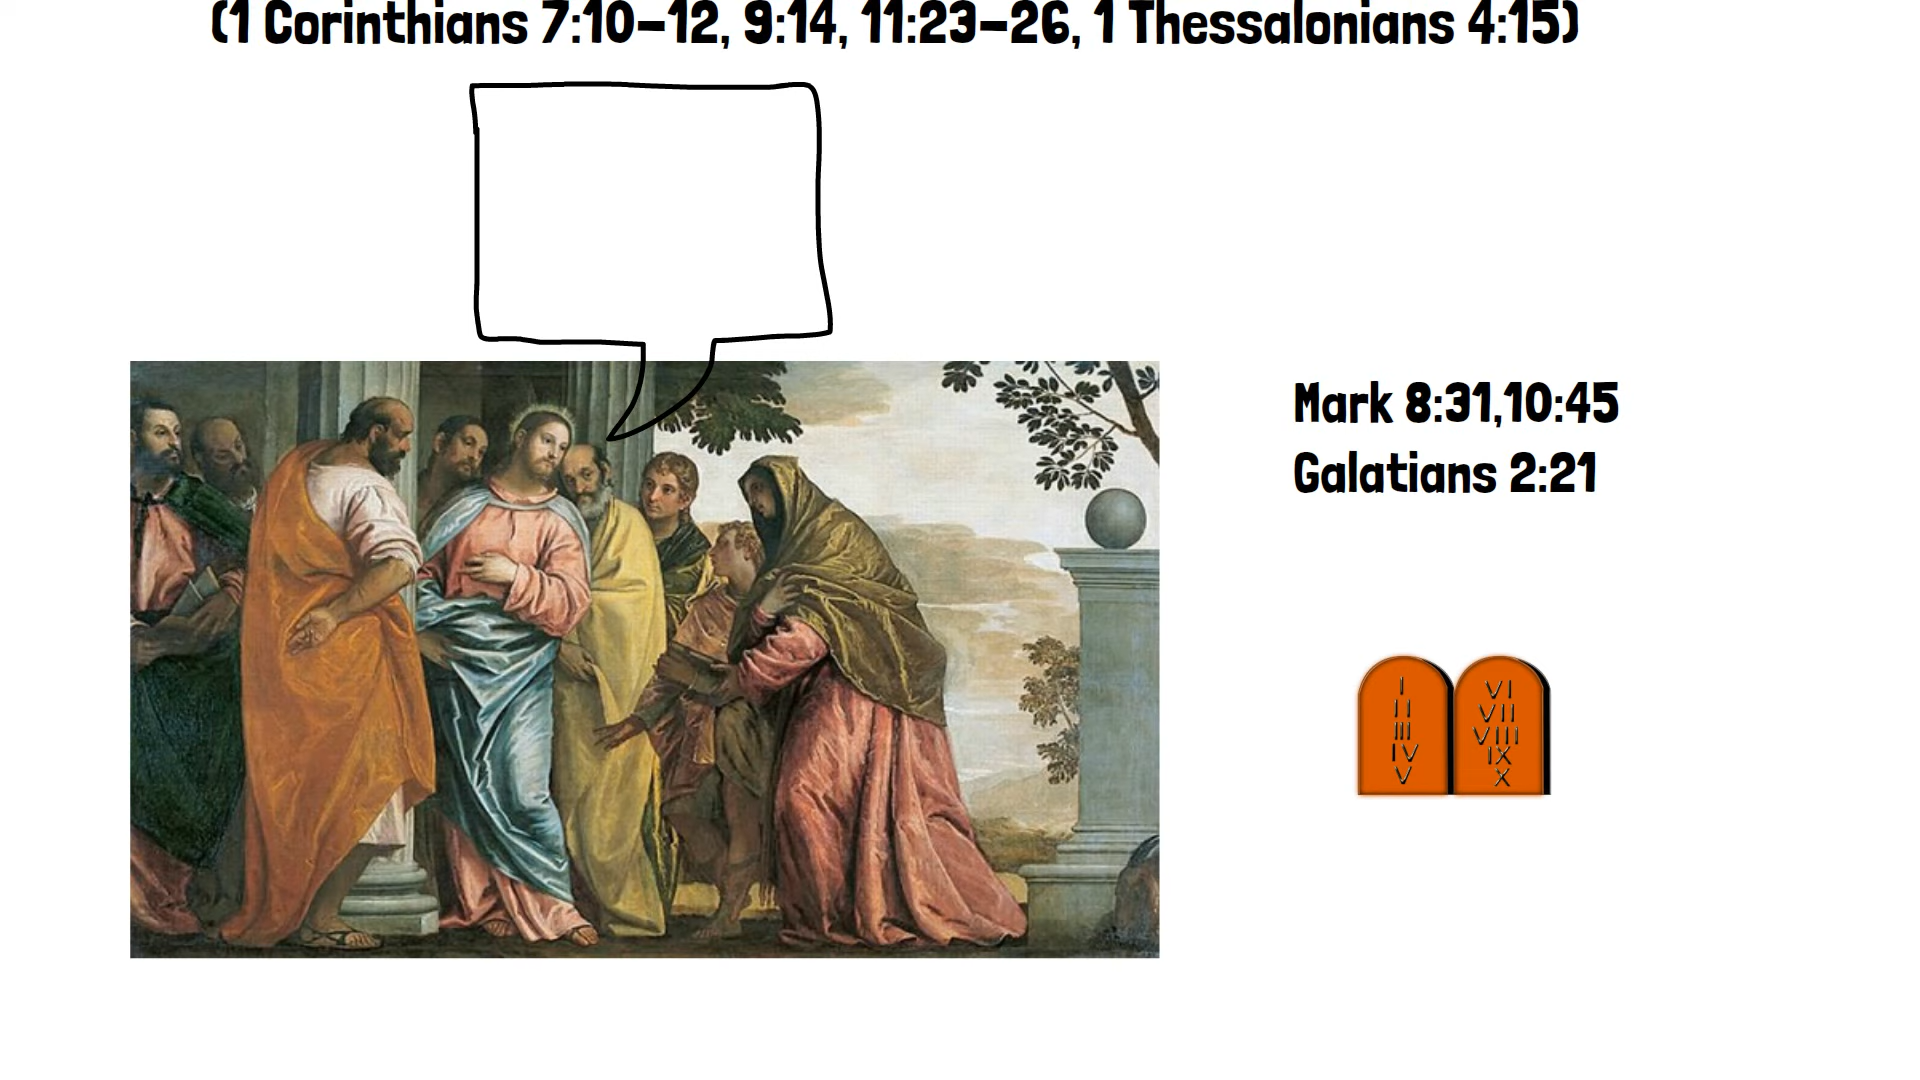 (1 Corinthians 7:10–12, 9:14, 11:23–26, 1 Thessalonians 4:15)
Mark 8:31,10:45
Galatians 2:21
I
II
III
IV
V
VI
VII
VIII
IX
X